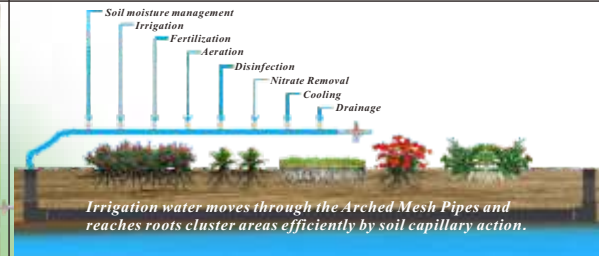 Soil moisture management
Irrigation
Fertilization
Aeration
Disinfection
Nitrate Removal
Cooling
Drainage
Irrigation water moves through the Arched Mesh Pipes and
reaches roots cluster areas efficiently by soil capillary action.